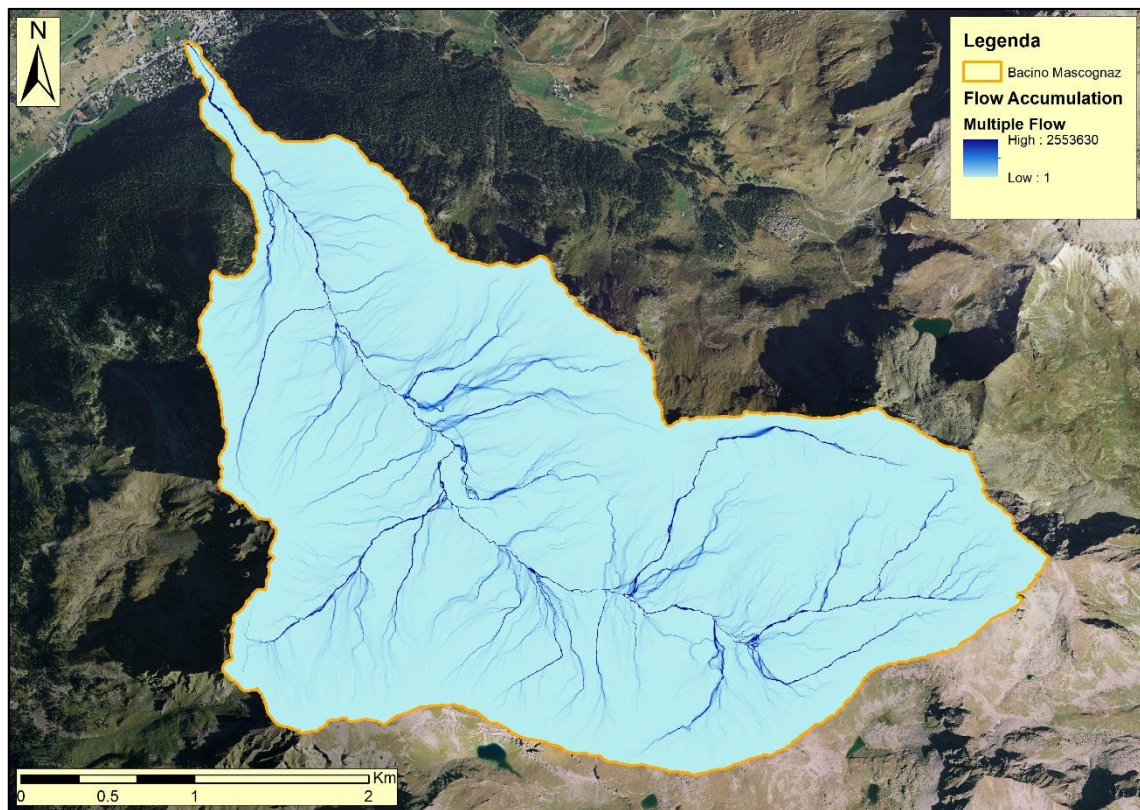 N
Legenda
Bacino Mascognaz
Flow Accumulation
Multiple Flow
High : 2553630
Low : 1
Km
0 0.5 1 2